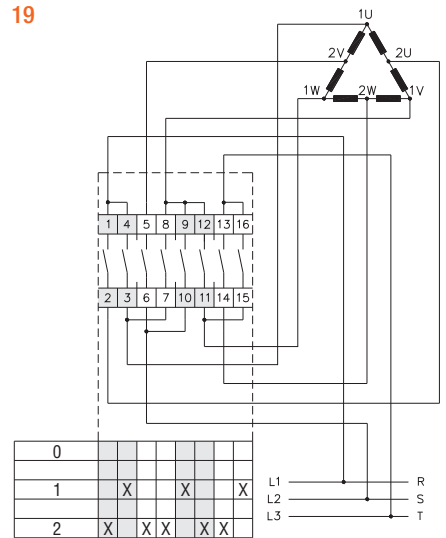 19
1U
2V 2U
1W 2W 1V
1 4 5 8 9 12 13 16
2 3 6 7 10 11 14 15
0
1 X X X
2 X X X X X
L1 R
L2 S
L3 T